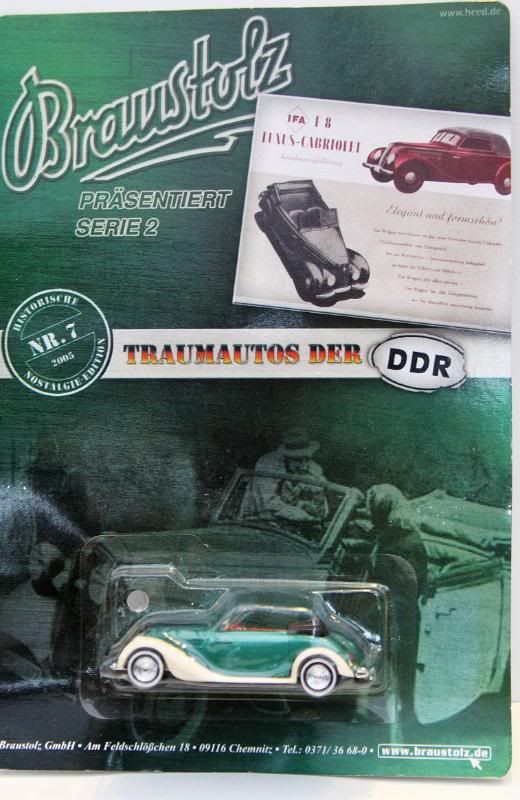 www.heed.de
Braustolz
PRÄSENTIERT
SERIE 2
IFA F 8
LUXUS-CABRIOLET
Sonderausführung
Elegant und formschön!
HISTORISCHE
NR. 7
2005
NOSTALGIE-EDITION
TRAUMAUTOS DER DDR
Braustolz GmbH • Am Feldschlößchen 18 • 09116 Chemnitz • Tel.: 0371/ 36 68-0 • www.braustolz.de